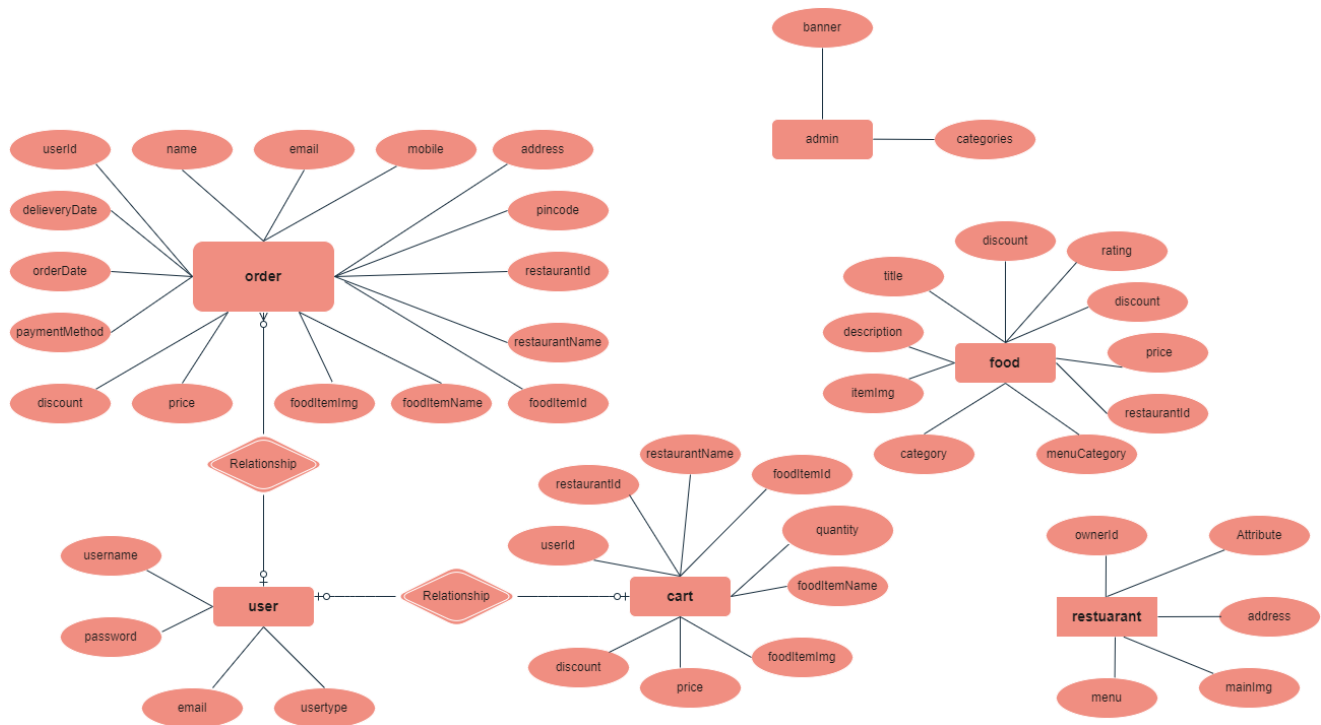 banner
admin
categories
userId
name
email
mobile
address
delieveryDate
pincode
orderDate
order
restaurantId
paymentMethod
restaurantName
discount
price
foodItemImg
foodItemName
foodItemId
Relationship
discount
rating
title
discount
description
food
price
itemImg
restaurantId
category
menuCategory
restaurantName
restaurantId
foodItemId
userId
quantity
Relationship
cart
foodItemName
discount
price
foodItemImg
username
user
password
email
usertype
ownerId
Attribute
restuarant
address
menu
mainImg